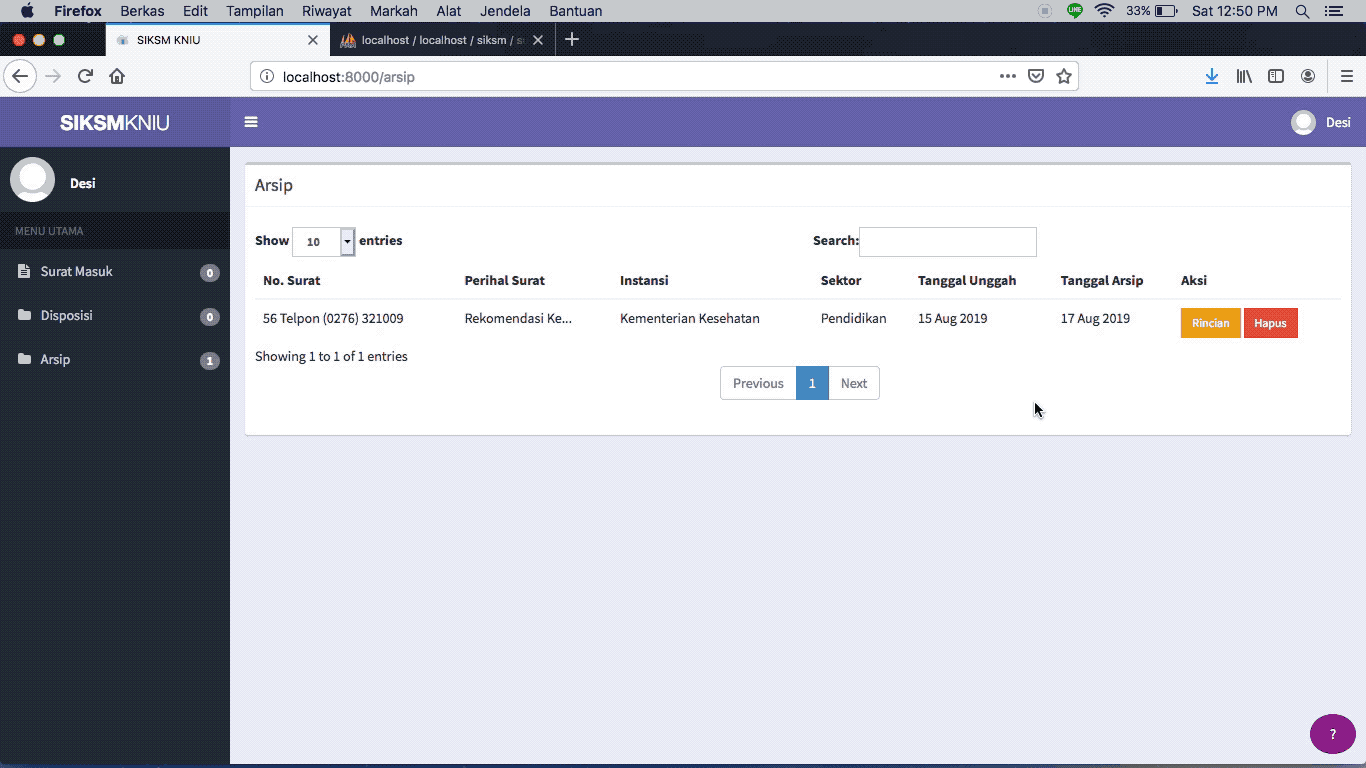 Firefox Berkas Edit Tampilan Riwayat Markah Alat Jendela Bantuan LINE 33% Sat 12:50 PM
SIKSM KNIU localhost / localhost / siksm /
localhost:8000/arsip
SIKSMKNIU Desi
Desi
MENU UTAMA
Surat Masuk 0
Disposisi 0
Arsip 1
Arsip
Show 10 entries Search:
No. Surat Perihal Surat Instansi Sektor Tanggal Unggah Tanggal Arsip Aksi
56 Telpon (0276) 321009 Rekomendasi Ke... Kementerian Kesehatan Pendidikan 15 Aug 2019 17 Aug 2019 Rincian Hapus
Showing 1 to 1 of 1 entries
Previous 1 Next
?